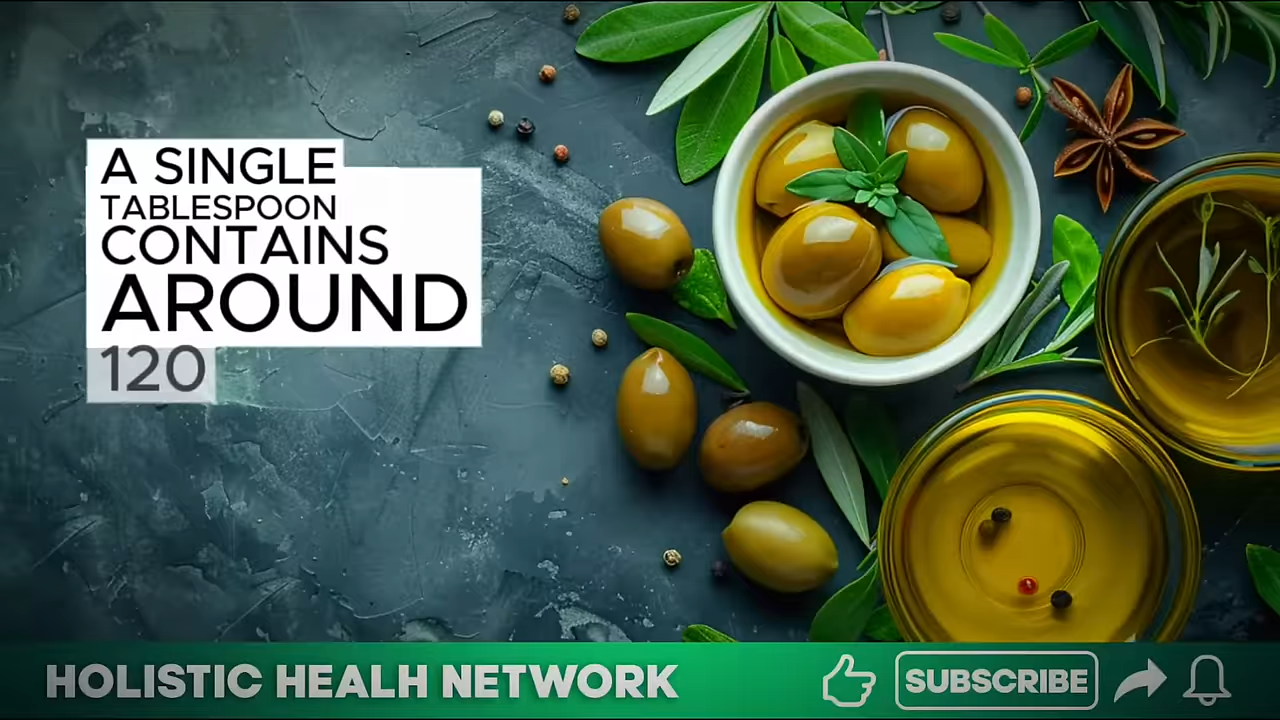 A SINGLE
TABLESPOON
CONTAINS
AROUND
120
HOLISTIC HEALH NETWORK
SUBSCRIBE